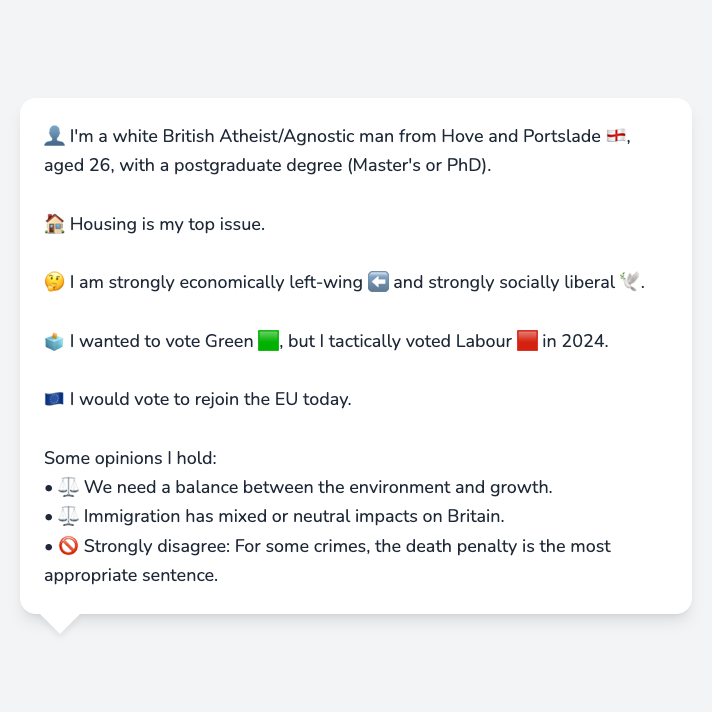 👤 I'm a white British Atheist/Agnostic man from Hove and Portslade 🏴󠁧󠁢󠁥󠁮󠁧󠁿,
aged 26, with a postgraduate degree (Master's or PhD).
🏠 Housing is my top issue.
🤔 I am strongly economically left-wing ⬅️ and strongly socially liberal 🕊️.
🗳️ I wanted to vote Green 🟩, but I tactically voted Labour 🟥 in 2024.
🇪🇺 I would vote to rejoin the EU today.
Some opinions I hold:
• ⚖️ We need a balance between the environment and growth.
• ⚖️ Immigration has mixed or neutral impacts on Britain.
• 🚫 Strongly disagree: For some crimes, the death penalty is the most
appropriate sentence.